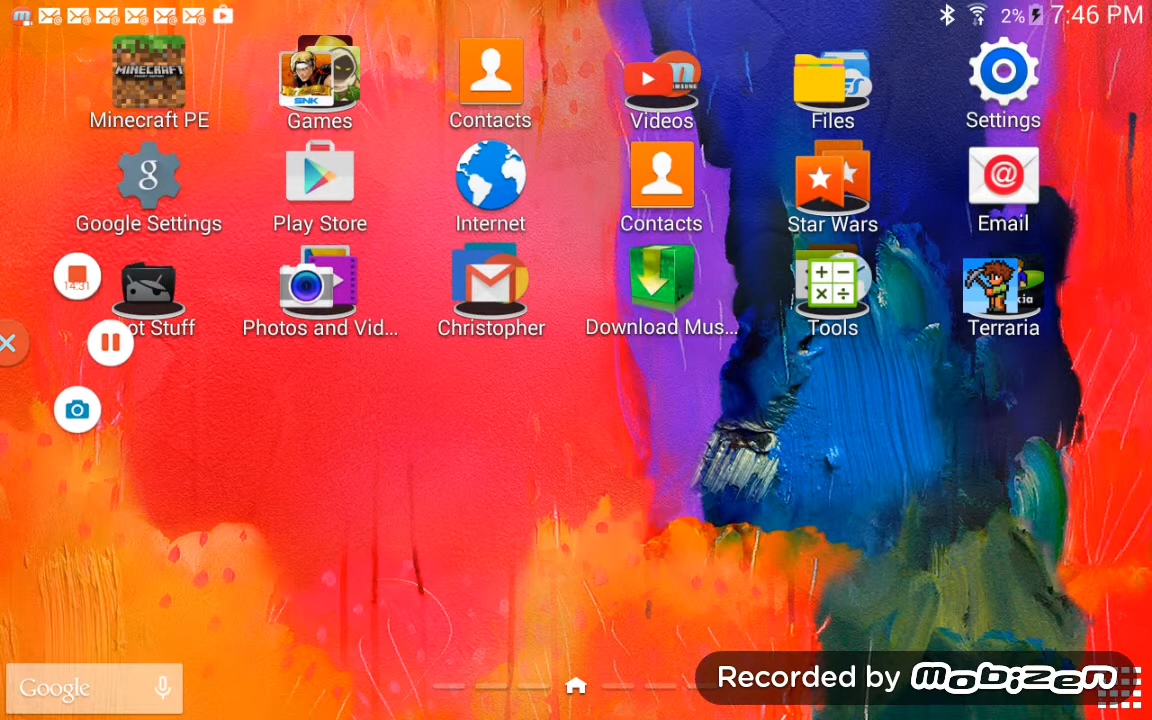 2% 7:46 PM
MINECRAFT
SNK
SAMSUNG
Minecraft PE Games Contacts Videos Files Settings
g
Google Settings Play Store Internet Contacts Star Wars Email
14:31
ot Stuff Photos and Vid... Christopher Download Mus... Tools Terraria
Google
Recorded by mobizen